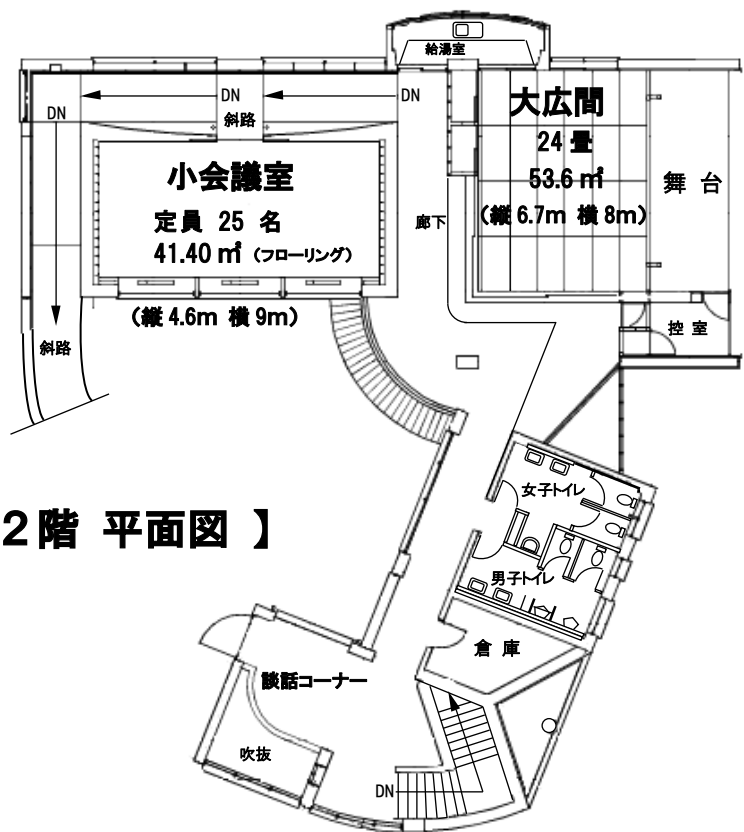 給湯室
DN
DN
DN
斜路
大広間
24 畳
53.6 ㎡
(縦 6.7m 横 8m)
舞 台
小会議室
定員 25 名
41.40 ㎡ (フローリング)
(縦 4.6m 横 9m)
廊下
控 室
斜路
女子トイレ
2階 平面図 】
男子トイレ
倉 庫
談話コーナー
吹抜
DN